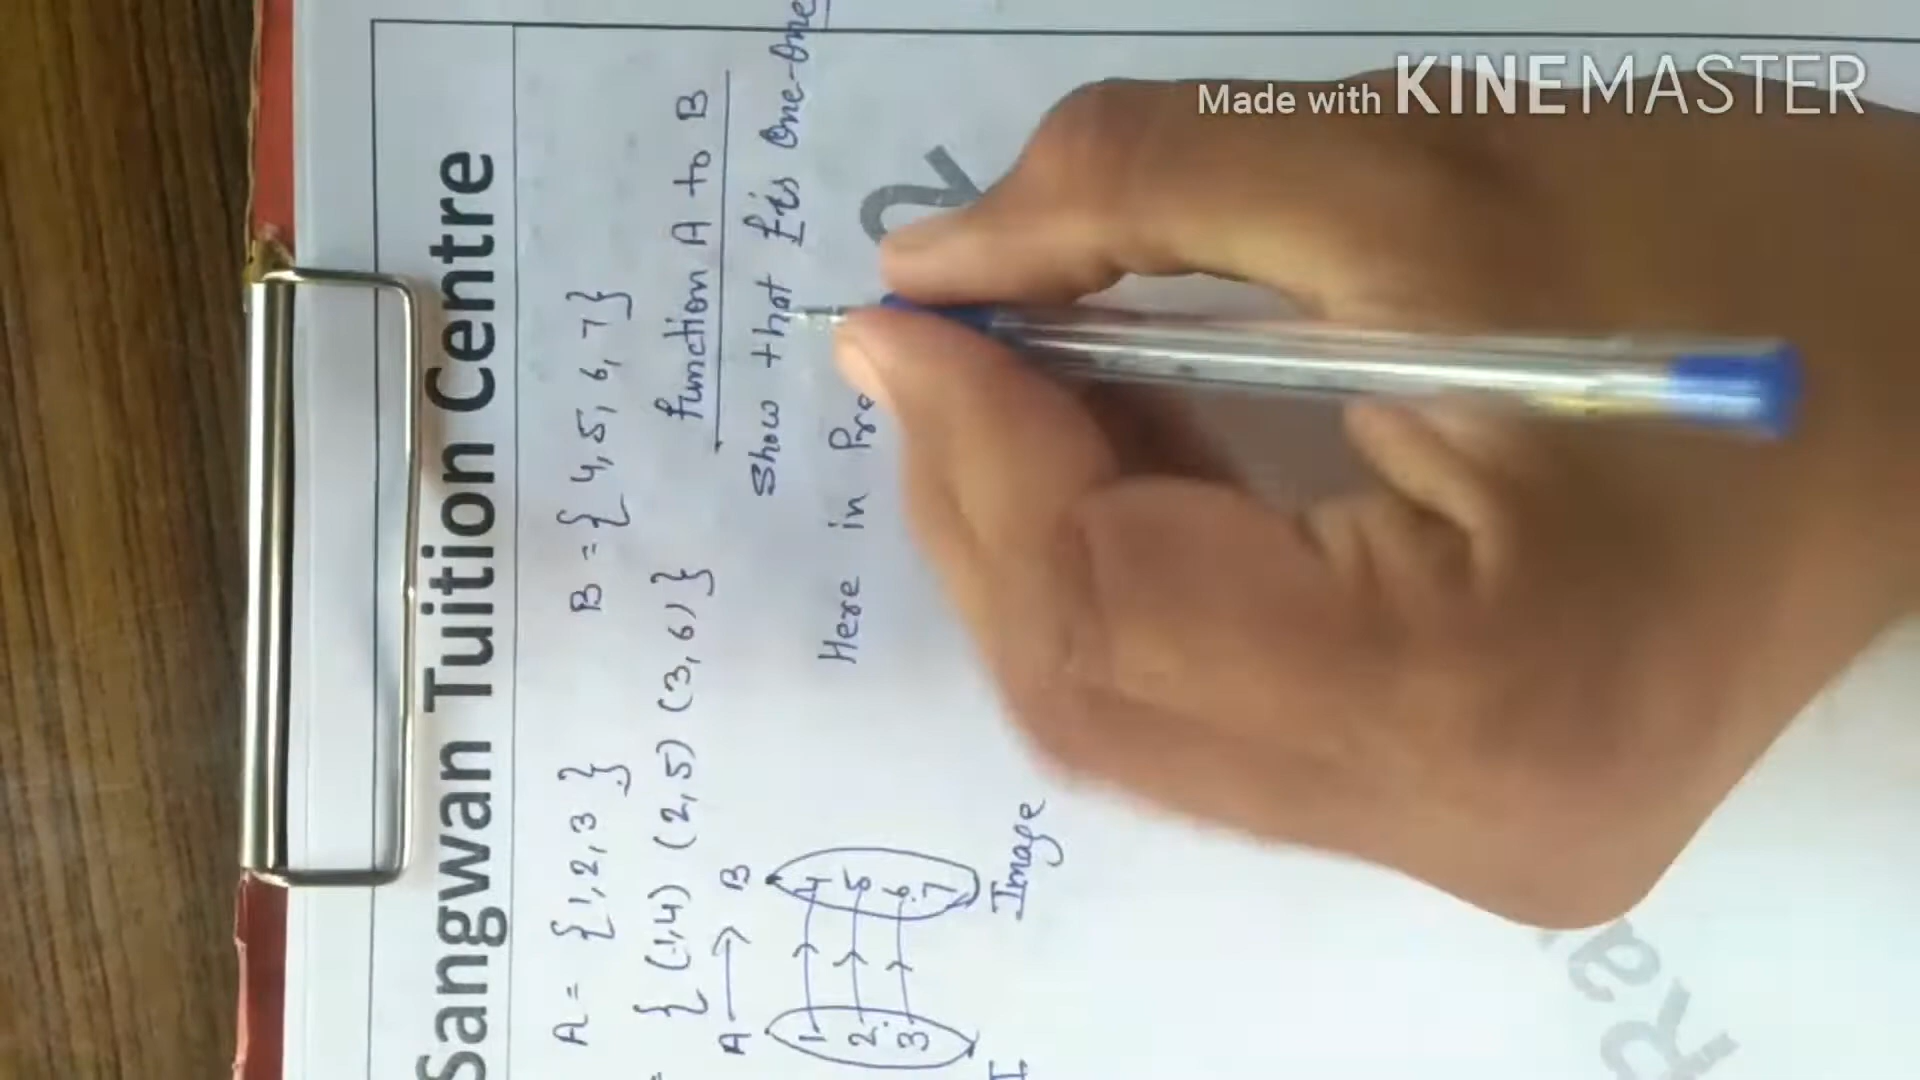 Made with KINEMASTER
Sangwan Tuition Centre
A = {1,2,3} B = {4,5,6,7}
= {(1,4) (2,5) (3,6)} function A to B
A → B Show that f is One-One
1 4
2 5
3 6
7
Here in
Image